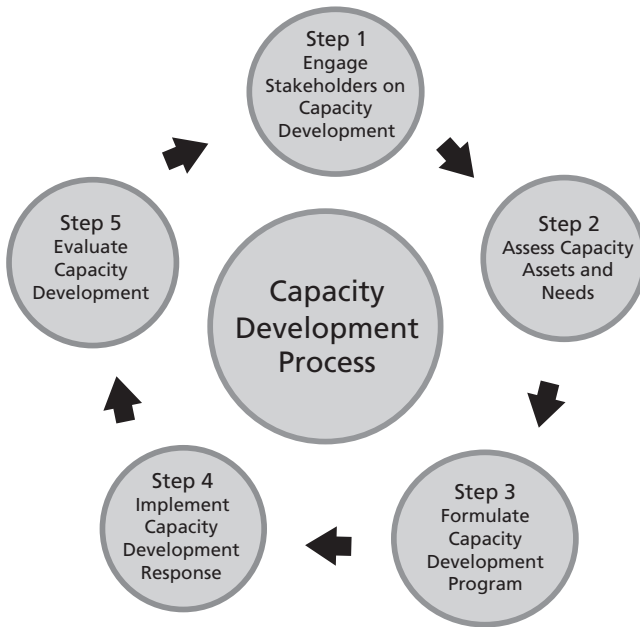 Step 1
Engage
Stakeholders on
Capacity
Development
Step 2
Assess Capacity
Assets and
Needs
Step 3
Formulate
Capacity
Development
Program
Step 4
Implement
Capacity
Development
Response
Step 5
Evaluate
Capacity
Development
Capacity
Development
Process